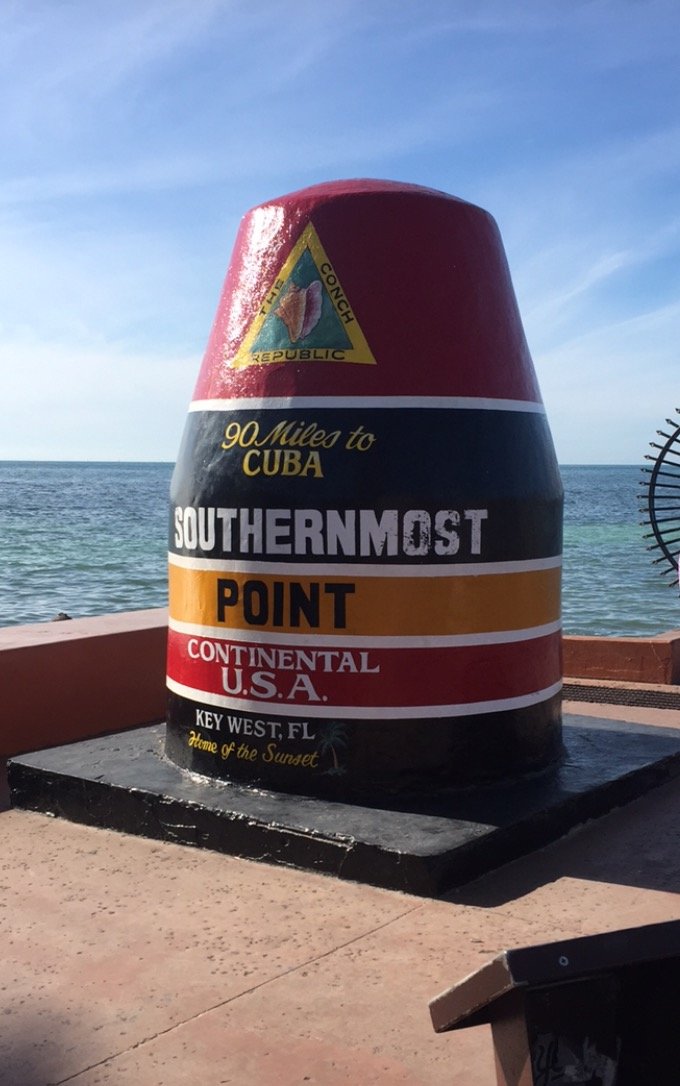 THE CONCH
REPUBLIC
90 Miles to
CUBA
SOUTHERNMOST
POINT
CONTINENTAL
U.S.A.
KEY WEST, FL
Home of the Sunset